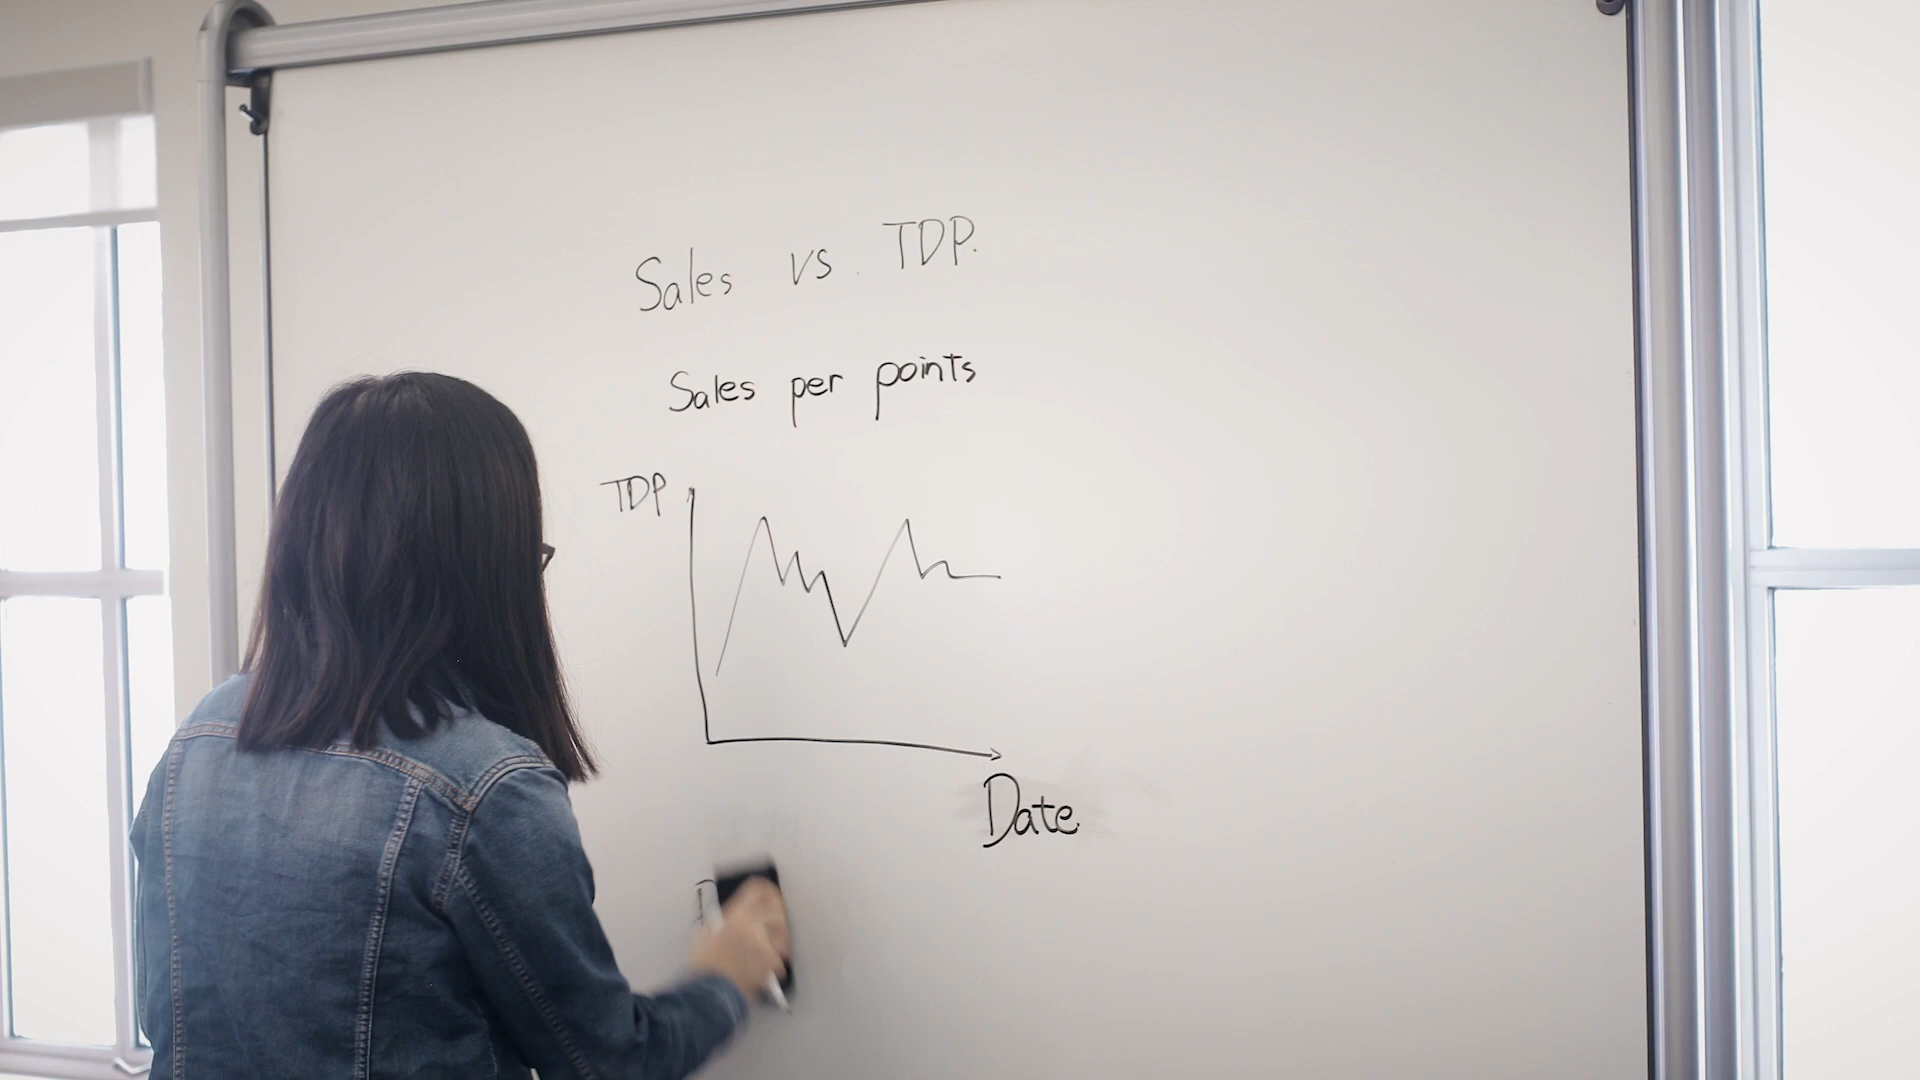 Sales vs. TDP.
Sales per points
TDP
Date